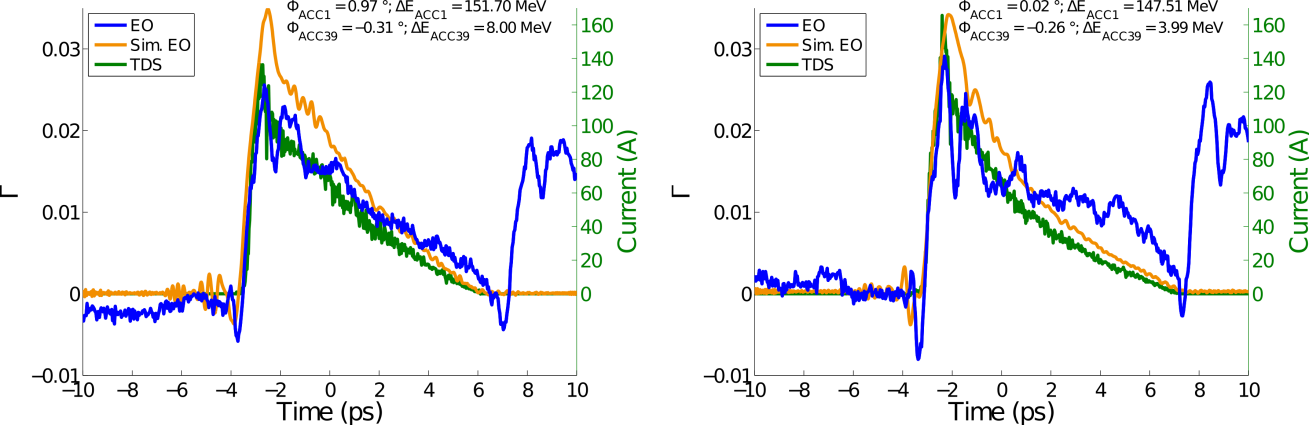 Φ_ACC1 = 0.97 °; ΔE_ACC1 = 151.70 MeV
Φ_ACC39 = −0.31 °; ΔE_ACC39 = 8.00 MeV
EO
Sim. EO
TDS
0.03
0.02
0.01
0
−0.01
Γ
160
140
120
100
80
60
40
20
0
Current (A)
−10 −8 −6 −4 −2 0 2 4 6 8 10
Time (ps)
Φ_ACC1 = 0.02 °; ΔE_ACC1 = 147.51 MeV
Φ_ACC39 = −0.26 °; ΔE_ACC39 = 3.99 MeV
EO
Sim. EO
TDS
0.03
0.02
0.01
0
−0.01
Γ
160
140
120
100
80
60
40
20
0
Current (A)
−10 −8 −6 −4 −2 0 2 4 6 8 10
Time (ps)